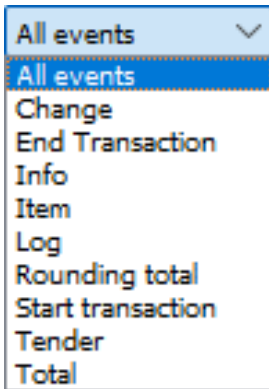 All events
All events
Change
End Transaction
Info
Item
Log
Rounding total
Start transaction
Tender
Total